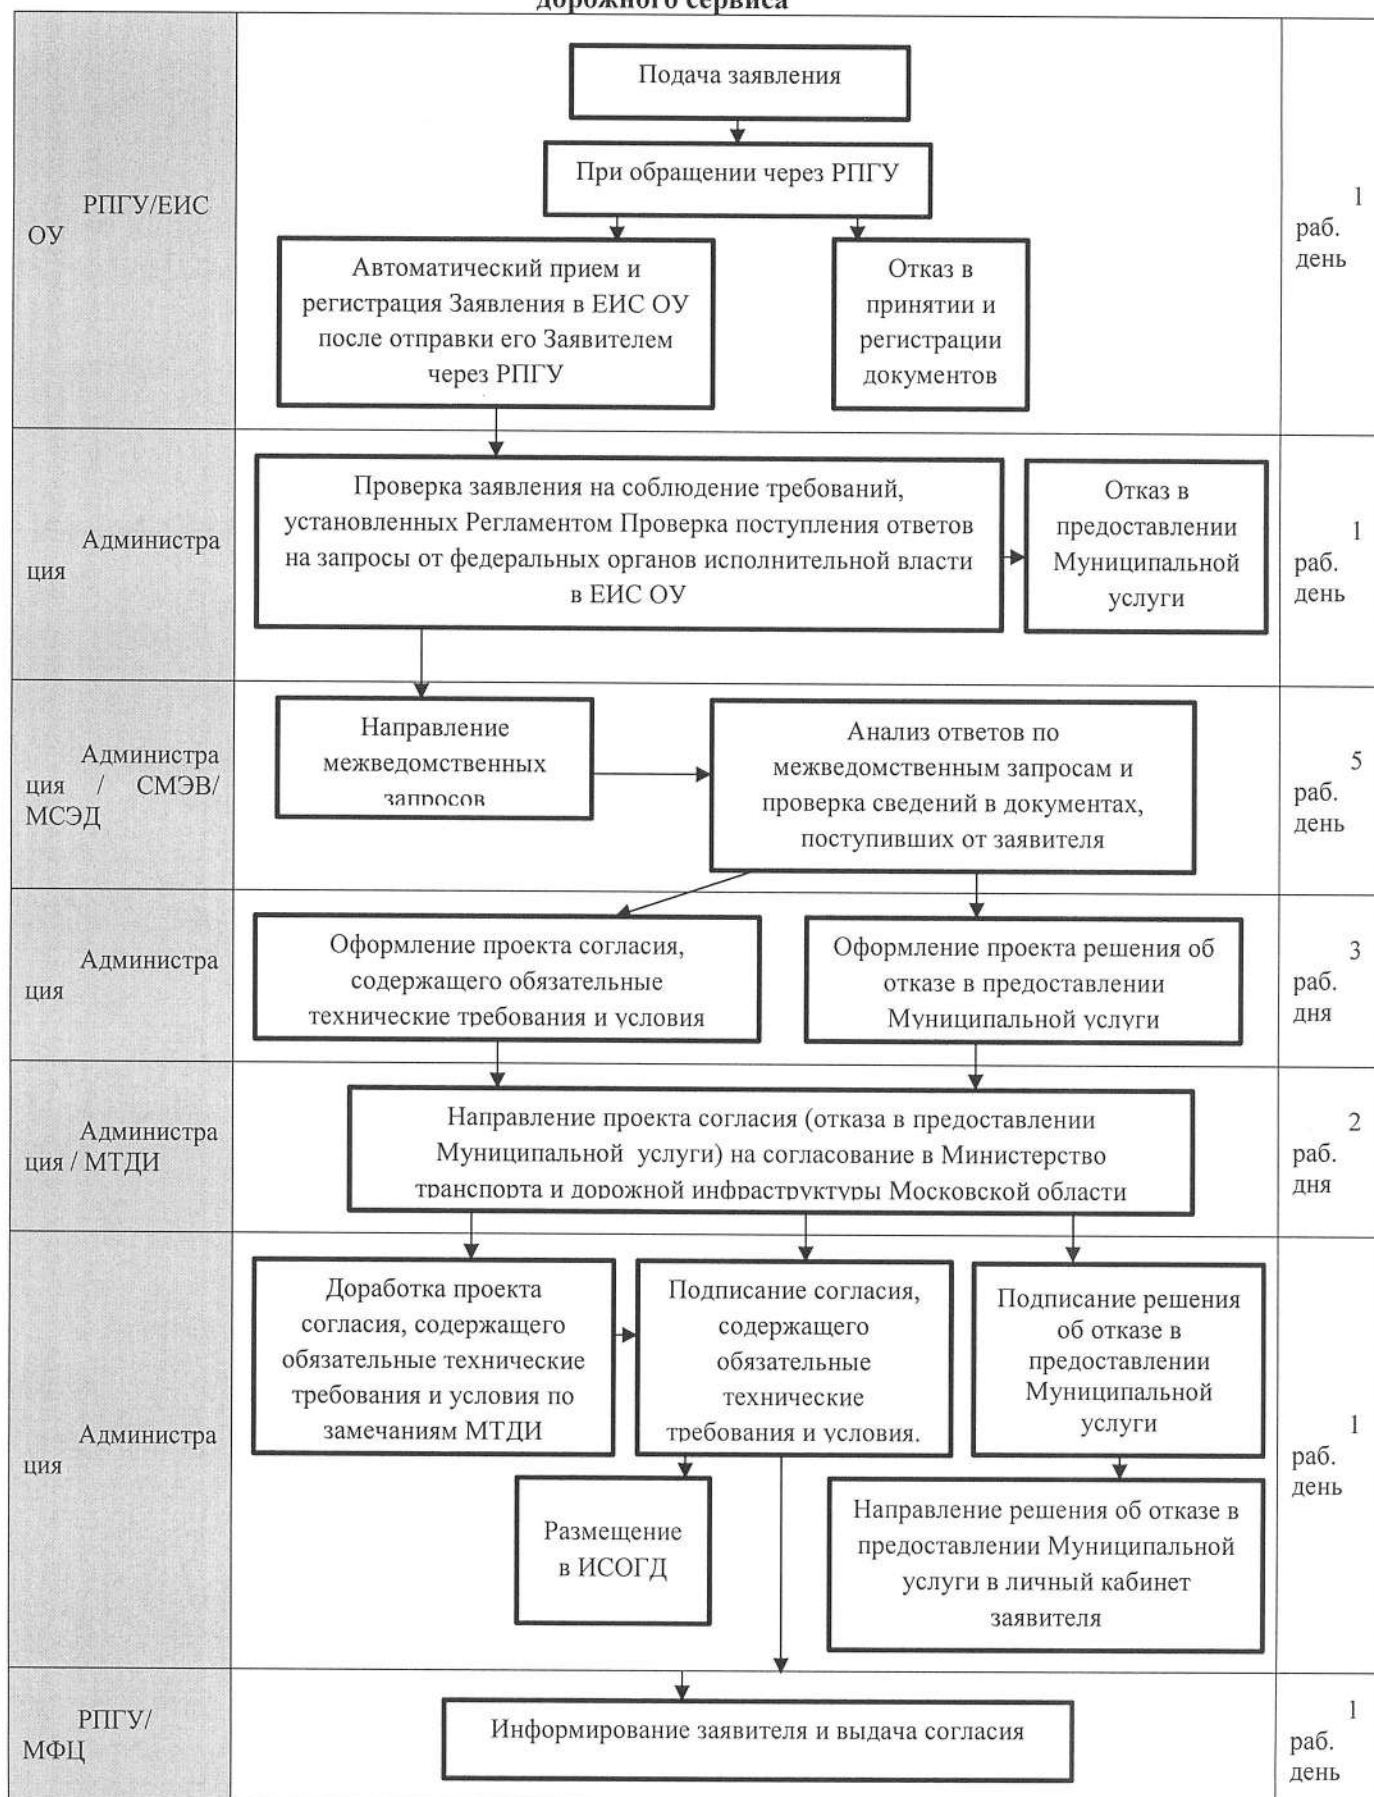 дорожного сервиса
РПГУ/ЕИС
ОУ
Подача заявления
При обращении через РПГУ
Автоматический прием и
регистрация Заявления в ЕИС ОУ
после отправки его Заявителем
через РПГУ
Отказ в
принятии и
регистрации
документов
1
раб.
день
Администра
ция
Проверка заявления на соблюдение требований,
установленных Регламентом Проверка поступления ответов
на запросы от федеральных органов исполнительной власти
в ЕИС ОУ
Отказ в
предоставлении
Муниципальной
услуги
1
раб.
день
Администра
ция / СМЭВ/
МСЭД
Направление
межведомственных
запросов
Анализ ответов по
межведомственным запросам и
проверка сведений в документах,
поступивших от заявителя
5
раб.
день
Администра
ция
Оформление проекта согласия,
содержащего обязательные
технические требования и условия
Оформление проекта решения об
отказе в предоставлении
Муниципальной услуги
3
раб.
дня
Администра
ция / МТДИ
Направление проекта согласия (отказа в предоставлении
Муниципальной услуги) на согласование в Министерство
транспорта и дорожной инфраструктуры Московской области
2
раб.
дня
Администра
ция
Доработка проекта
согласия, содержащего
обязательные технические
требования и условия по
замечаниям МТДИ
Подписание согласия,
содержащего
обязательные
технические
требования и условия.
Подписание решения
об отказе в
предоставлении
Муниципальной
услуги
Размещение
в ИСОГД
Направление решения об отказе в
предоставлении Муниципальной
услуги в личный кабинет
заявителя
1
раб.
день
РПГУ/
МФЦ
Информирование заявителя и выдача согласия
1
раб.
день